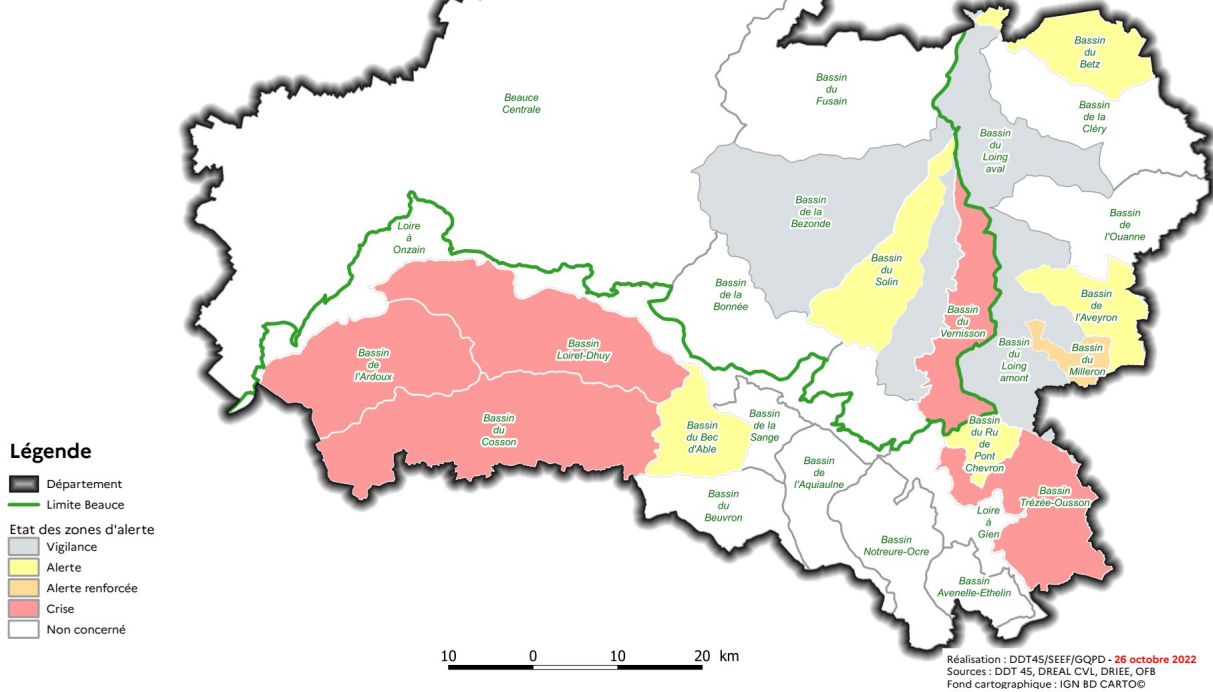 Bassin
du
Betz
Bassin
du
Fusain
Beauce
Centrale
Bassin
de la
Cléry
Bassin
du
Loing
aval
Bassin
de la
Bezonde
Bassin
de
l'Ouanne
Loire
à
Onzain
Bassin
du
Solin
Bassin
de la
Bonnée
Bassin
de
l'Aveyron
Bassin
du
Vernisson
Bassin
du
Loing
amont
Bassin
du
Milleron
Bassin
Loiret-Dhuy
Bassin
de
l'Ardoux
Bassin
du
Cosson
Bassin
du Bec
d'Able
Bassin
de la
Sange
Bassin
du Ru
de
Pont
Chevron
Bassin
de
l'Aquiaulne
Bassin
du
Beuvron
Bassin
Trézée-Ousson
Loire
à
Gien
Bassin
Notreure-Ocre
Bassin
Avenelle-Ethelin
Légende
Département
Limite Beauce
Etat des zones d'alerte
Vigilance
Alerte
Alerte renforcée
Crise
Non concerné
10 0 10 20 km
Réalisation : DDT45/SEEF/GQPD - 26 octobre 2022
Sources : DDT 45, DREAL CVL, DRIEE, OFB
Fond cartographique : IGN BD CARTO©